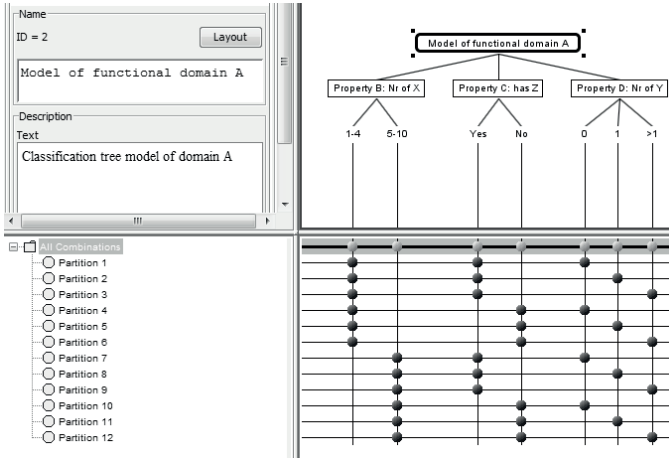 Name
ID = 2
Layout
Model of functional domain A
Description
Text
Classification tree model of domain A
Model of functional domain A
Property B: Nr of X
Property C: has Z
Property D: Nr of Y
1-4 5-10 Yes No 0 1 >1
All Combinations
Partition 1
Partition 2
Partition 3
Partition 4
Partition 5
Partition 6
Partition 7
Partition 8
Partition 9
Partition 10
Partition 11
Partition 12